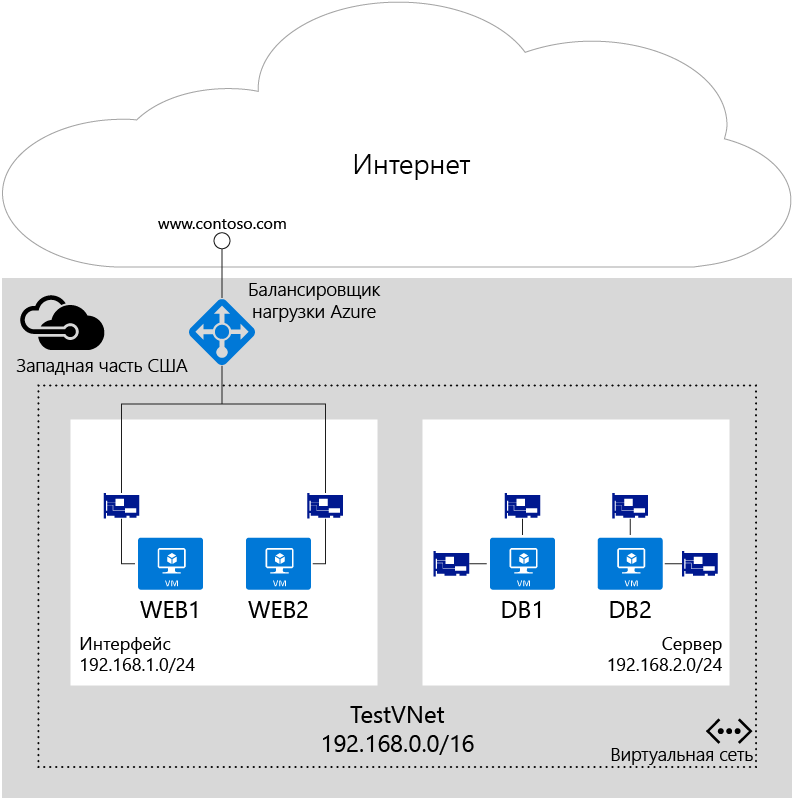 Интернет
www.contoso.com
Балансировщик
нагрузки Azure
Западная часть США
VM
VM
VM
VM
WEB1
WEB2
DB1
DB2
Интерфейс
192.168.1.0/24
Сервер
192.168.2.0/24
TestVNet
192.168.0.0/16
Виртуальная сеть